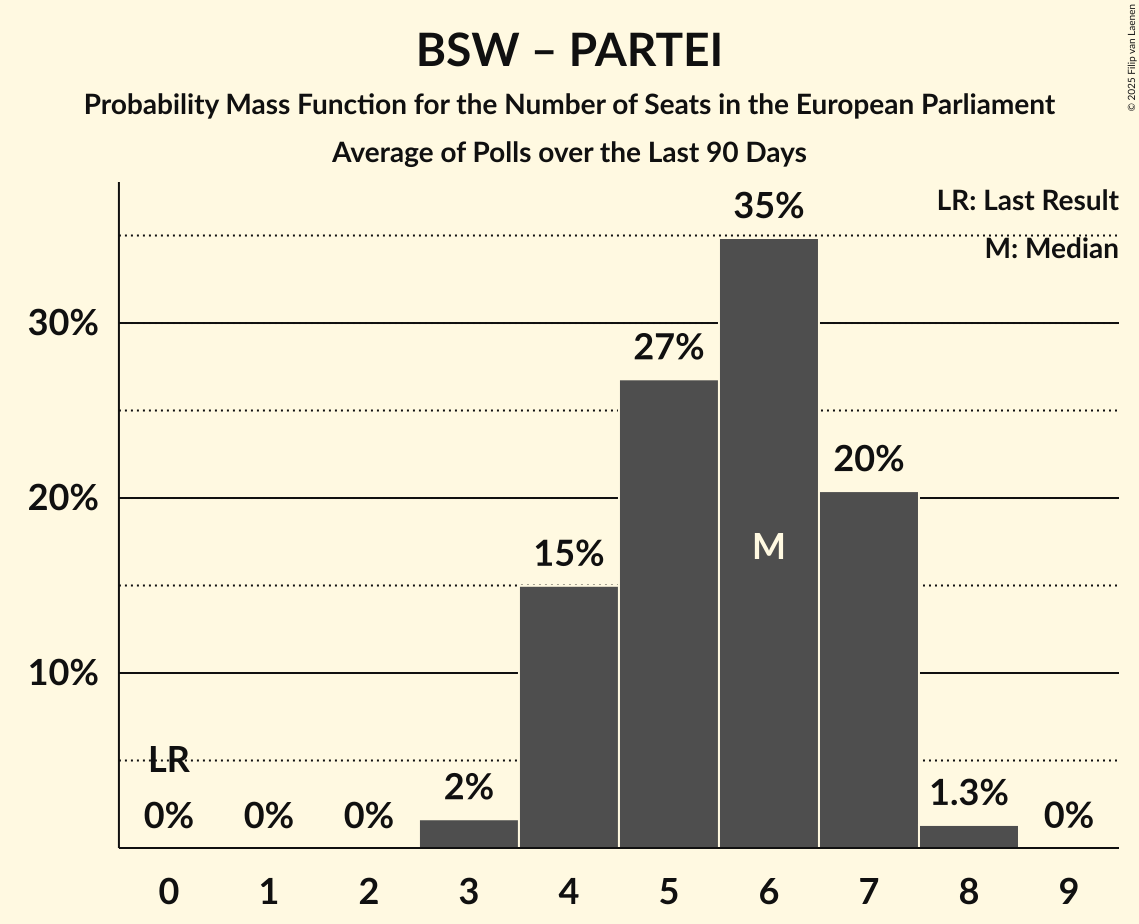 BSW – PARTEI
Probability Mass Function for the Number of Seats in the European Parliament
Average of Polls over the Last 90 Days
© 2025 Filip van Laenen
LR: Last Result
M: Median
35%
30%
27%
20%
20%
15%
M
10%
LR
2%
1.3%
0%
0%
0%
0%
0 1 2 3 4 5 6 7 8 9